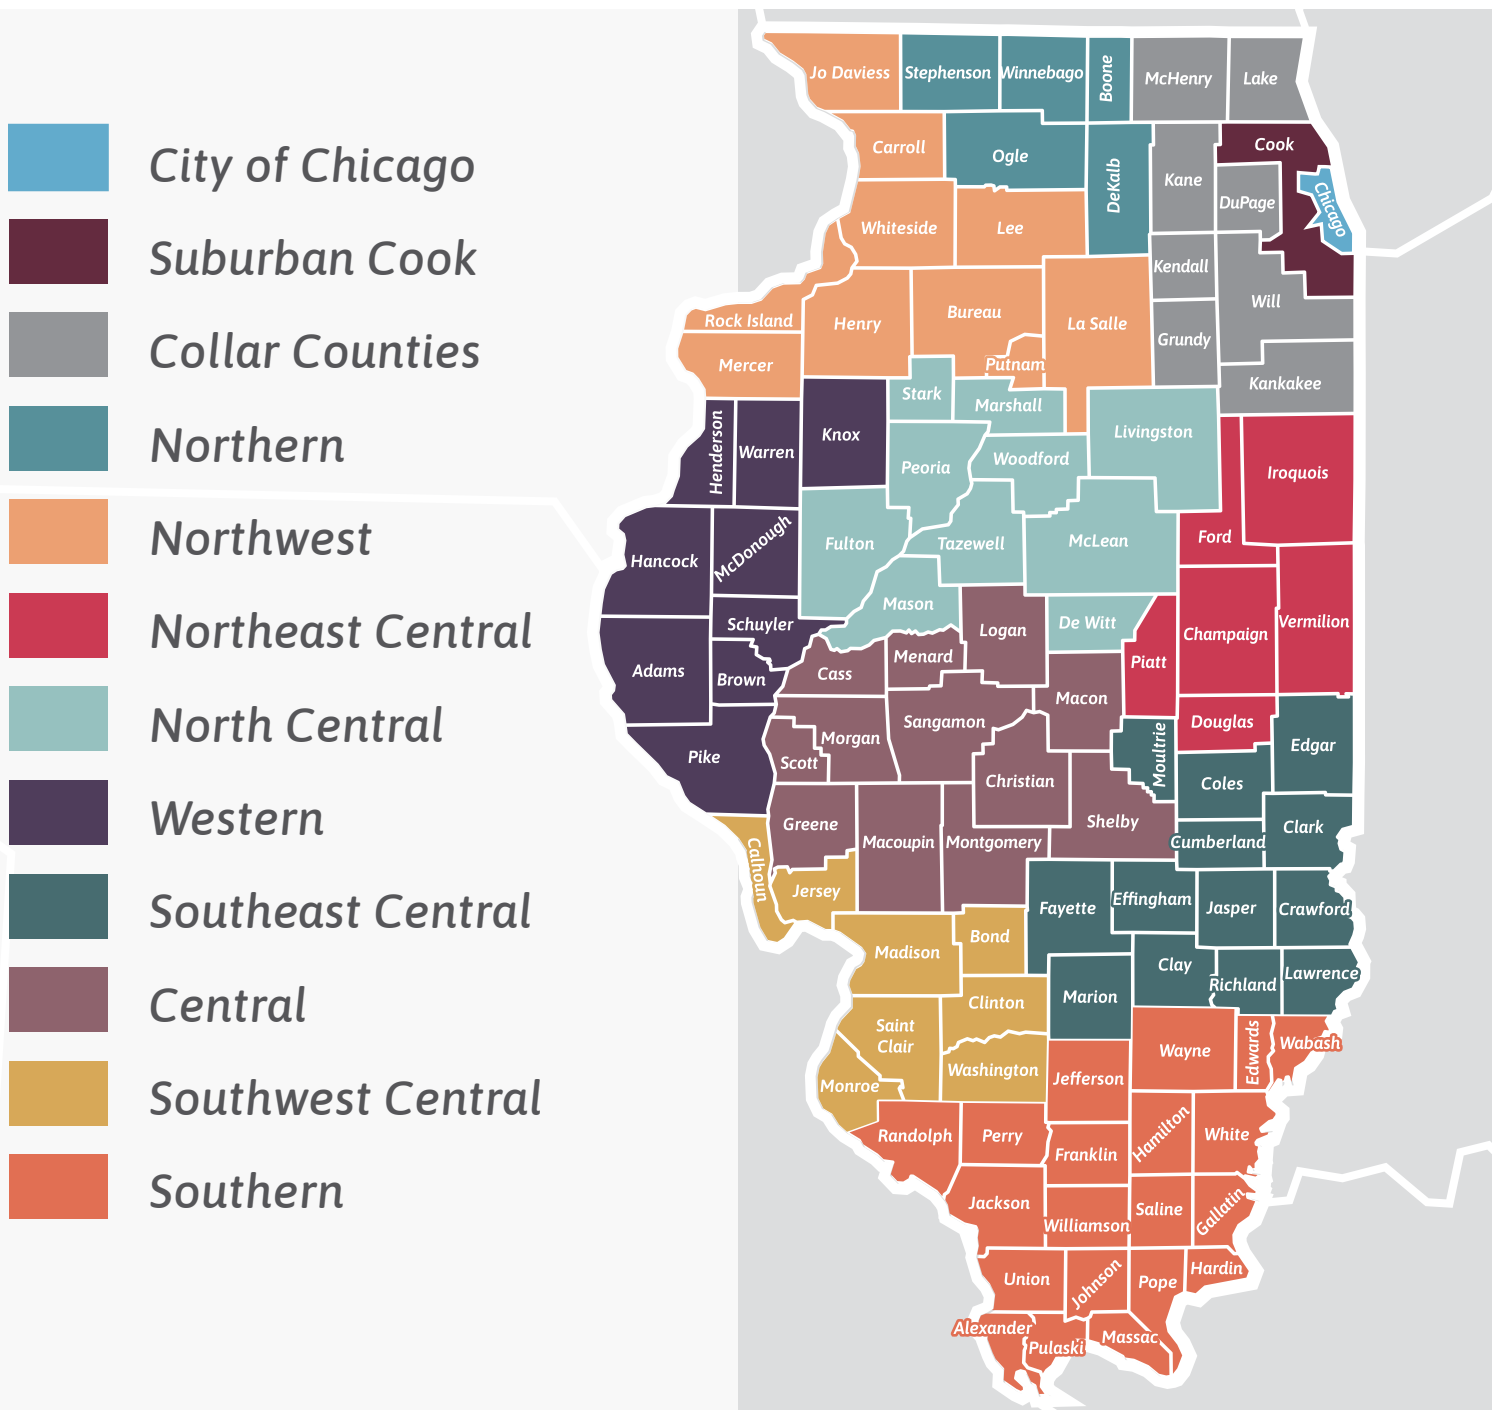 City of Chicago
Suburban Cook
Collar Counties
Northern
Northwest
Northeast Central
North Central
Western
Southeast Central
Central
Southwest Central
Southern
Jo Daviess
Stephenson
Winnebago
Boone
McHenry
Lake
Carroll
Ogle
DeKalb
Kane
Cook
DuPage
Chicago
Whiteside
Lee
Kendall
Will
Rock Island
Henry
Bureau
La Salle
Grundy
Mercer
Putnam
Kankakee
Stark
Marshall
Livingston
Henderson
Warren
Knox
Peoria
Woodford
Iroquois
Hancock
McDonough
Fulton
Tazewell
McLean
Ford
Mason
Schuyler
Logan
De Witt
Champaign
Vermilion
Adams
Brown
Cass
Menard
Piatt
Macon
Pike
Scott
Morgan
Sangamon
Christian
Moultrie
Douglas
Edgar
Coles
Greene
Macoupin
Montgomery
Shelby
Cumberland
Clark
Calhoun
Jersey
Fayette
Effingham
Jasper
Crawford
Madison
Bond
Clay
Richland
Lawrence
Marion
Clinton
Saint
Clair
Washington
Monroe
Jefferson
Wayne
Edwards
Wabash
Randolph
Perry
Franklin
Hamilton
White
Jackson
Williamson
Saline
Gallatin
Union
Johnson
Pope
Hardin
Alexander
Pulaski
Massac